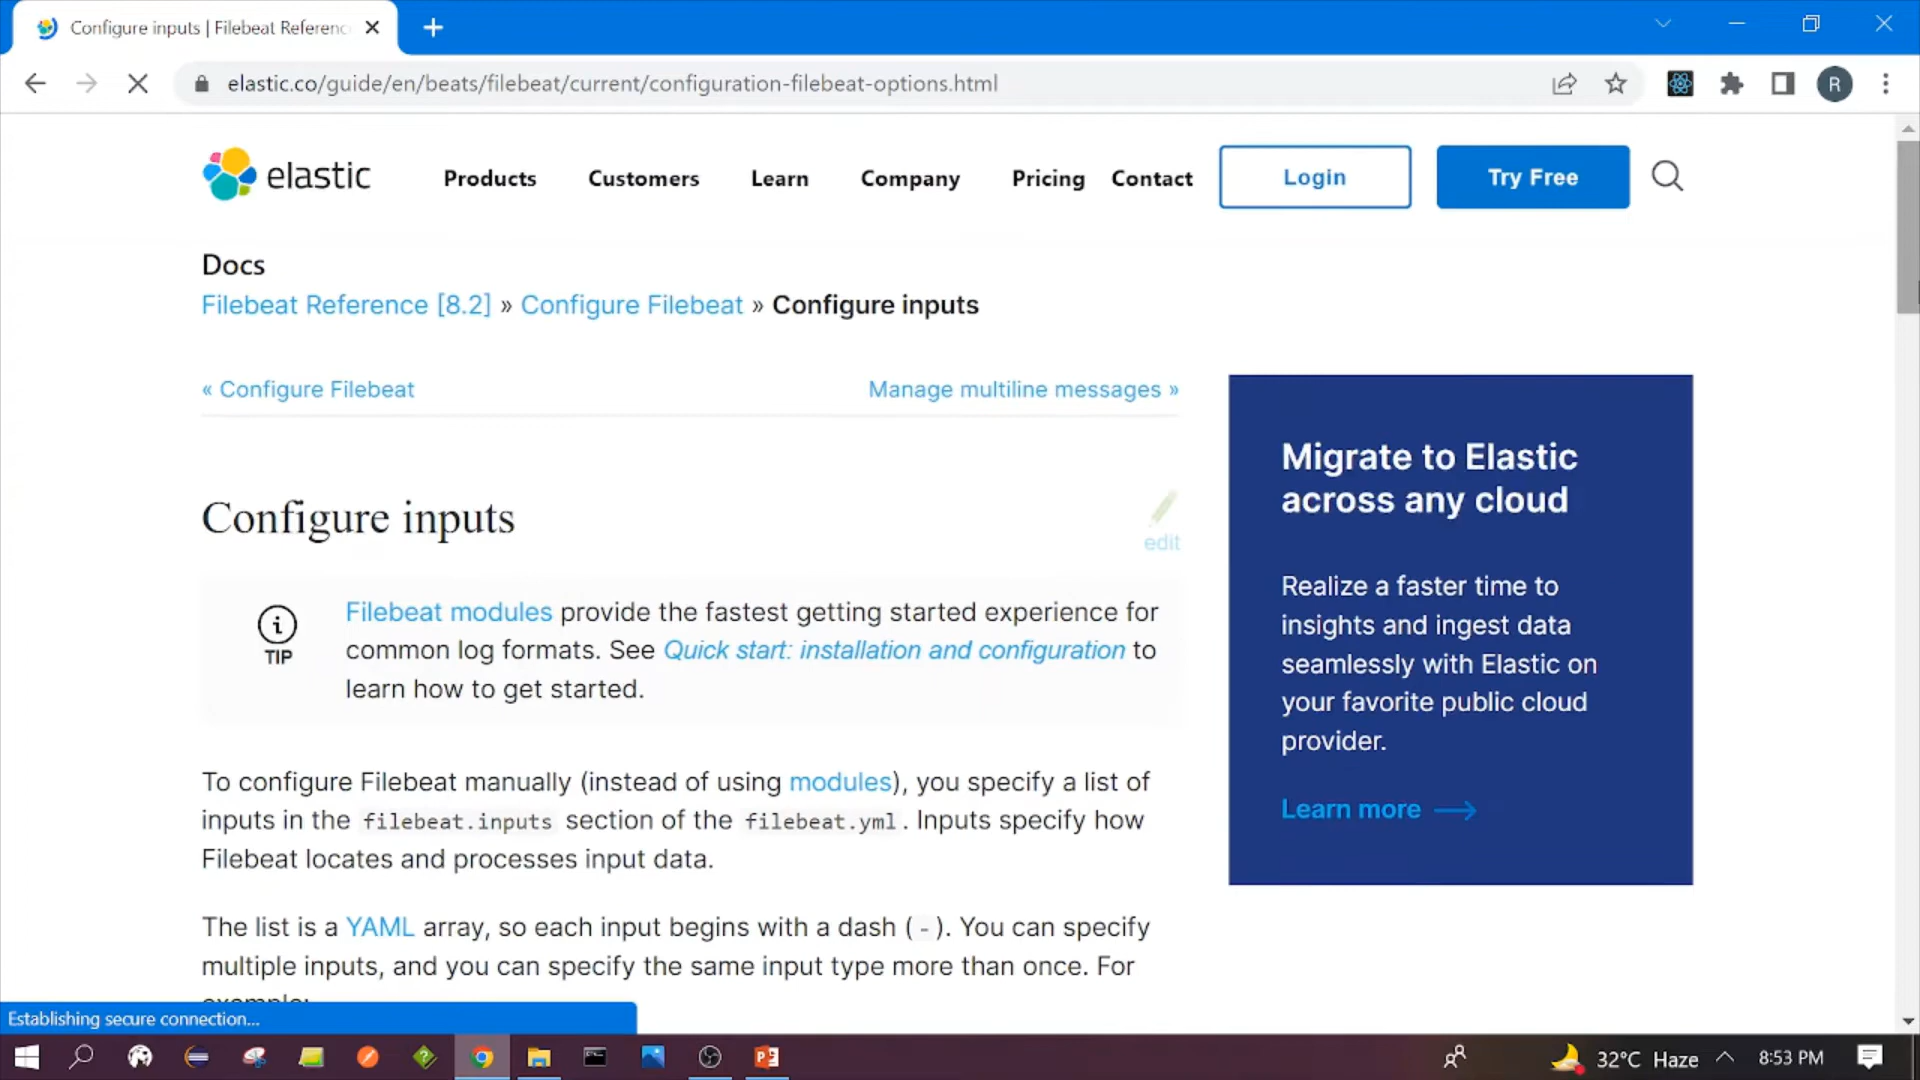 Configure inputs | Filebeat Referenc
elastic.co/guide/en/beats/filebeat/current/configuration-filebeat-options.html
R
elastic
Products
Customers
Learn
Company
Pricing
Contact
Login
Try Free
Docs
Filebeat Reference [8.2] » Configure Filebeat » Configure inputs
« Configure Filebeat
Manage multiline messages »
Configure inputs
edit
TIP
Filebeat modules provide the fastest getting started experience for
common log formats. See Quick start: installation and configuration to
learn how to get started.
To configure Filebeat manually (instead of using modules), you specify a list of
inputs in the filebeat.inputs section of the filebeat.yml. Inputs specify how
Filebeat locates and processes input data.
The list is a YAML array, so each input begins with a dash (-). You can specify
multiple inputs, and you can specify the same input type more than once. For
example:
Migrate to Elastic
across any cloud
Realize a faster time to
insights and ingest data
seamlessly with Elastic on
your favorite public cloud
provider.
Learn more
Establishing secure connection...
32°C Haze
8:53 PM